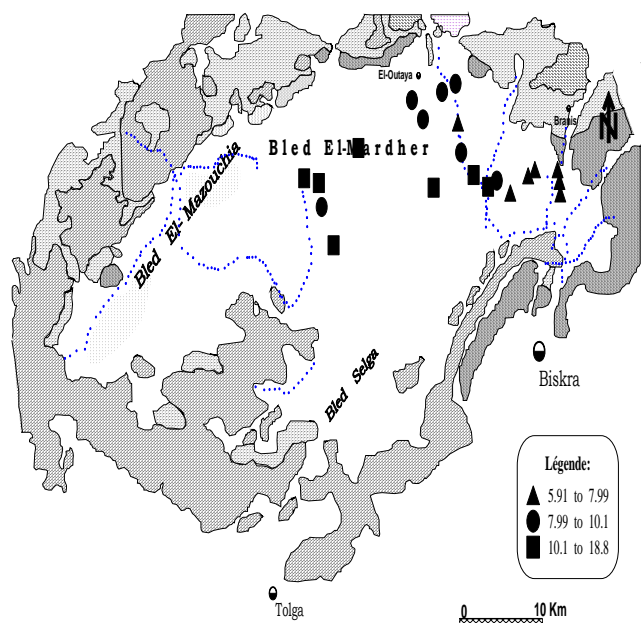 El-Outaya
Branis
N
Bled El-Mardher
Bled El-Mazouchia
Bled Selga
Biskra
Légende:
5.91 to 7.99
7.99 to 10.1
10.1 to 18.8
Tolga
0 10 Km